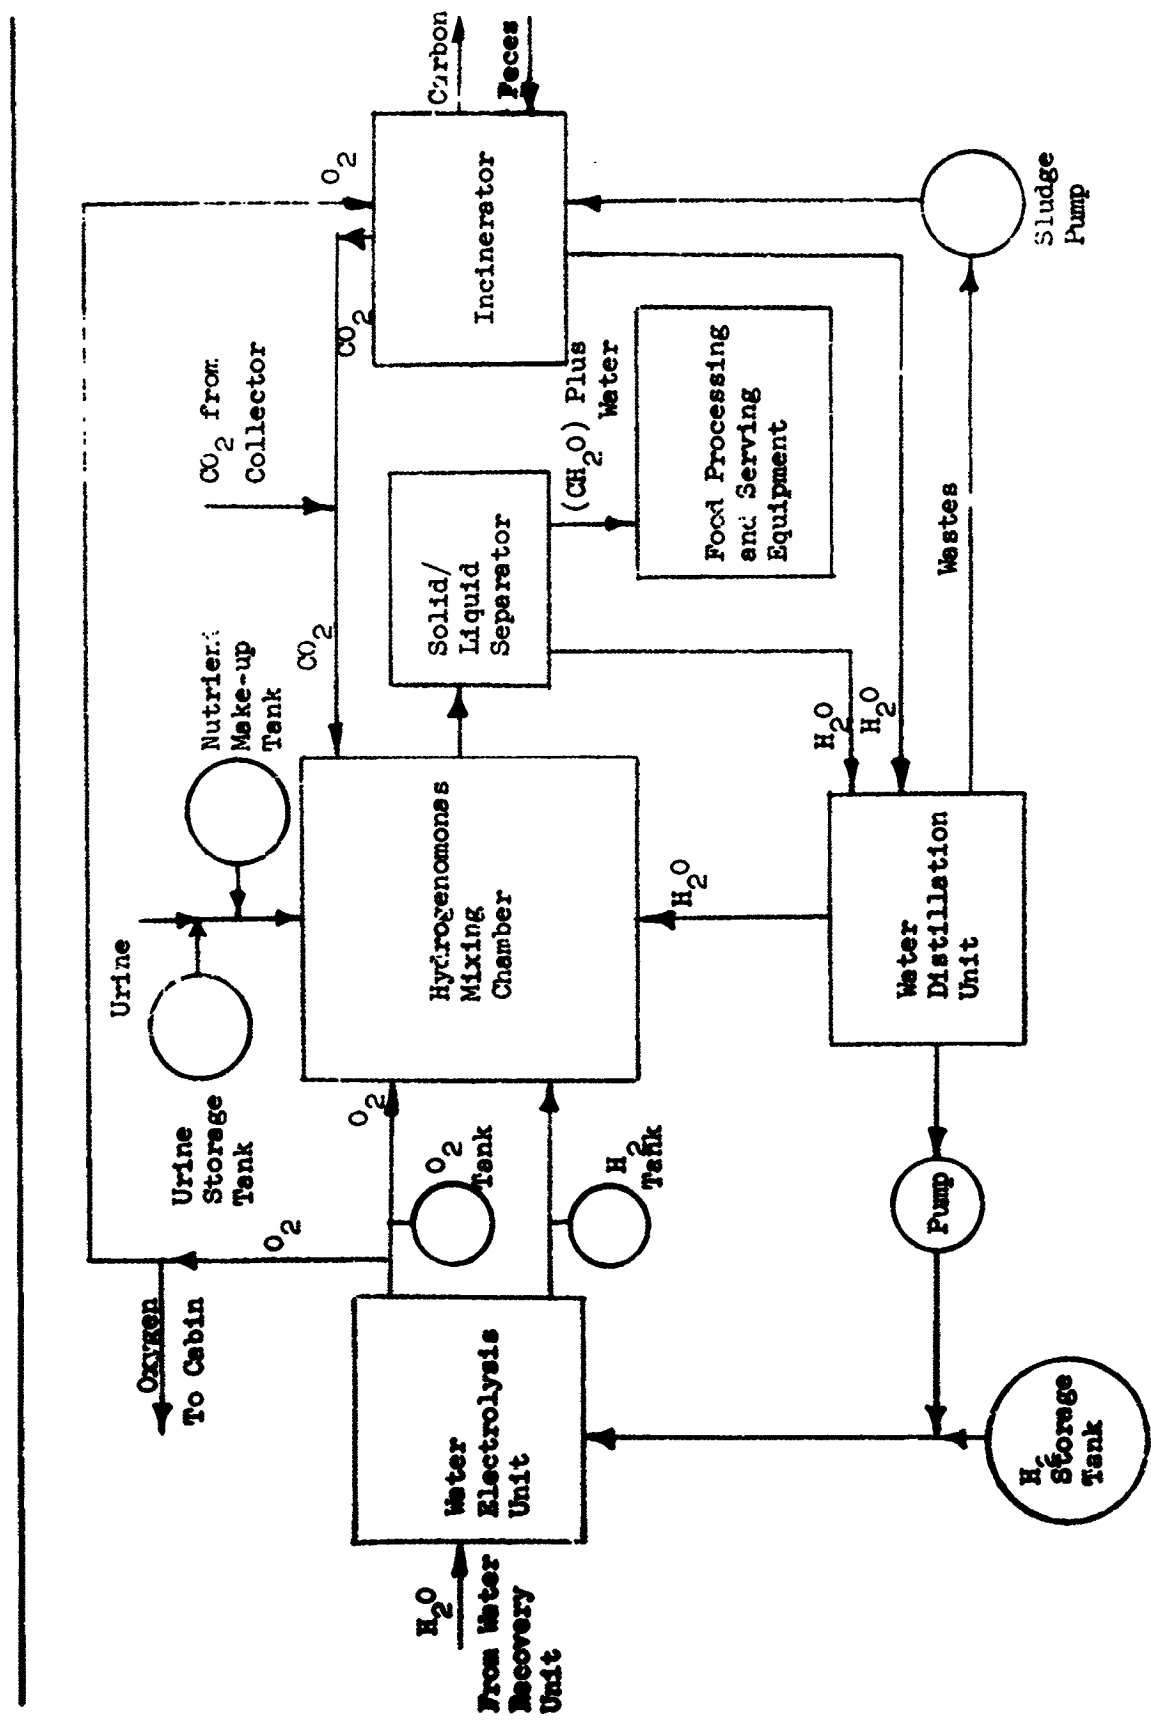 H2O
From Water
Recovery
Unit
Water
Electrolysis
Unit
Oxygen
To Cabin
O2
O2
Tank
H2
Tank
O2
Urine
Storage
Tank
Urine
Nutrient
Make-up
Tank
Hydrogenomonas
Mixing
Chamber
H2O
CO2
CO2 from
Collector
CO2
O2
Solid/
Liquid
Separator
(CH2O) Plus
Water
Food Processing
and Serving
Equipment
Incinerator
Carbon
Feces
H2O
H2O
Water
Distillation
Unit
Wastes
Sludge
Pump
Pump
H2
Storage
Tank